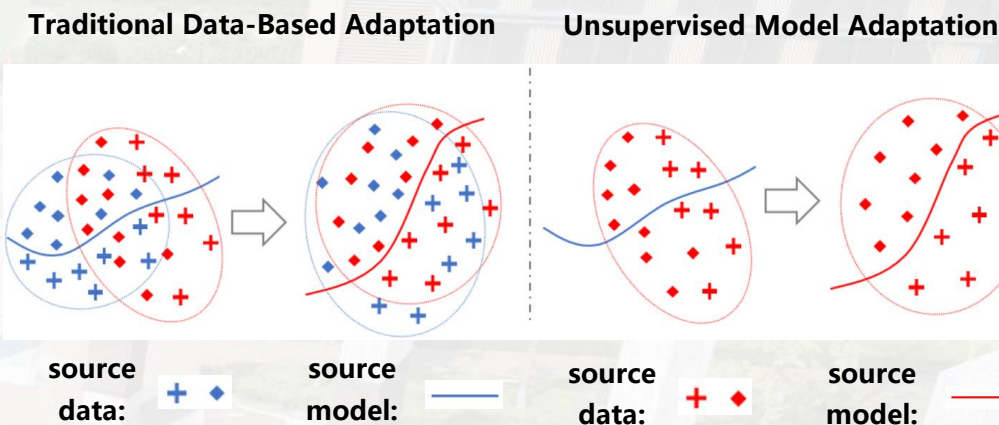 Traditional Data-Based Adaptation
Unsupervised Model Adaptation
source
data:
source
model:
source
data:
source
model: